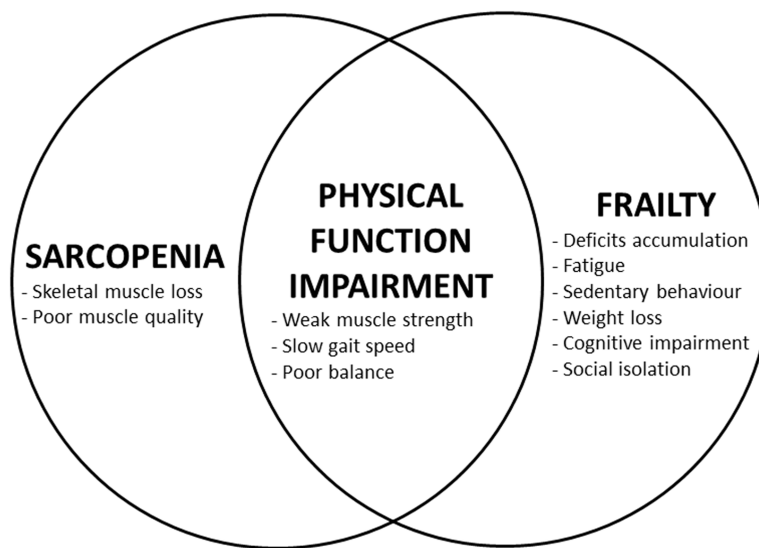 SARCOPENIA
- Skeletal muscle loss
- Poor muscle quality
PHYSICAL
FUNCTION
IMPAIRMENT
- Weak muscle strength
- Slow gait speed
- Poor balance
FRAILTY
- Deficits accumulation
- Fatigue
- Sedentary behaviour
- Weight loss
- Cognitive impairment
- Social isolation